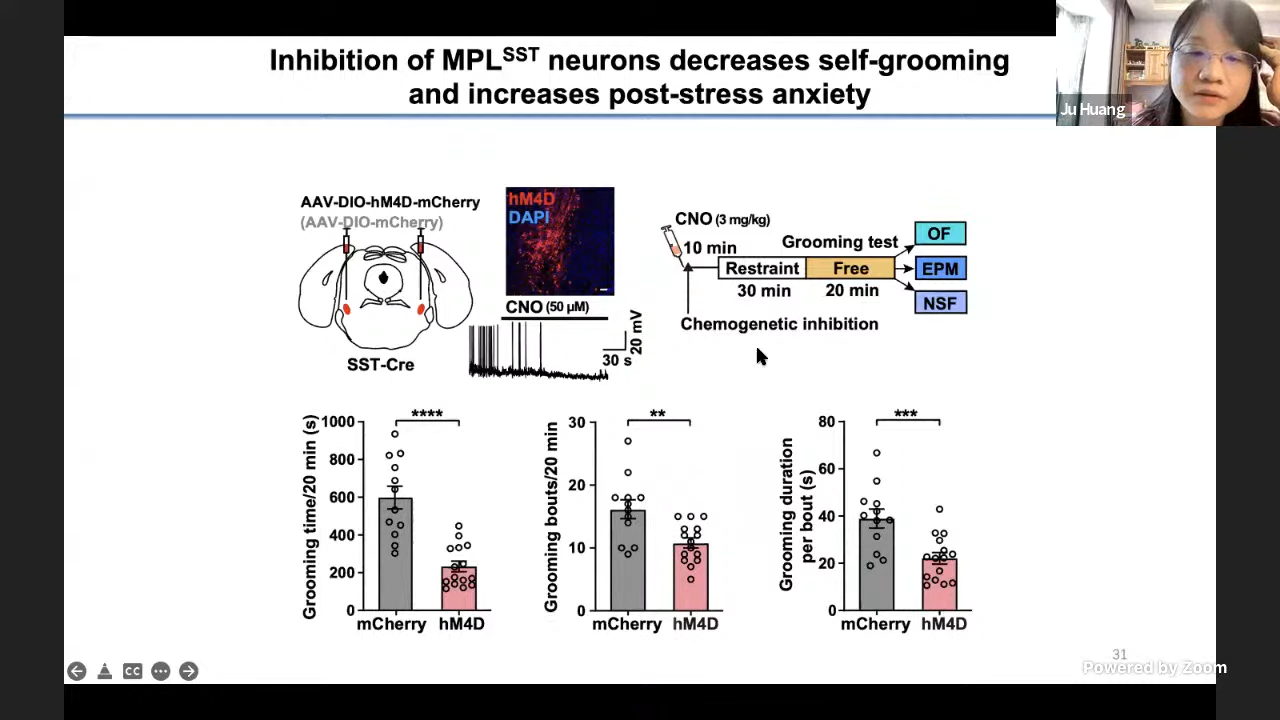 Inhibition of MPLSST neurons decreases self-grooming
and increases post-stress anxiety
Ju Huang
AAV-DIO-hM4D-mCherry
(AAV-DIO-mCherry)
SST-Cre
hM4D
DAPI
CNO (50 µM)
20 mV
30 s
CNO (3 mg/kg)
10 min
Grooming test
Restraint
Free
30 min
20 min
Chemogenetic inhibition
OF
EPM
NSF
Grooming time/20 min (s)
1000
800
600
400
200
0
****
mCherry hM4D
Grooming bouts/20 min
30
20
10
0
**
mCherry hM4D
Grooming duration
per bout (s)
80
60
40
20
0
***
mCherry hM4D
31
Powered by Zoom
CC